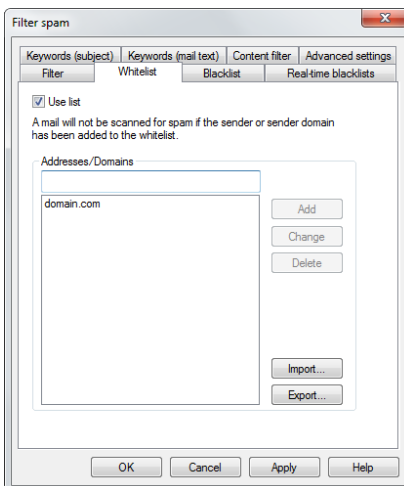 Filter spam
Keywords (subject) Keywords (mail text) Content filter Advanced settings
Filter Whitelist Blacklist Real-time blacklists
Use list
A mail will not be scanned for spam if the sender or sender domain
has been added to the whitelist.
Addresses/Domains
domain.com
Add
Change
Delete
Import...
Export...
OK Cancel Apply Help